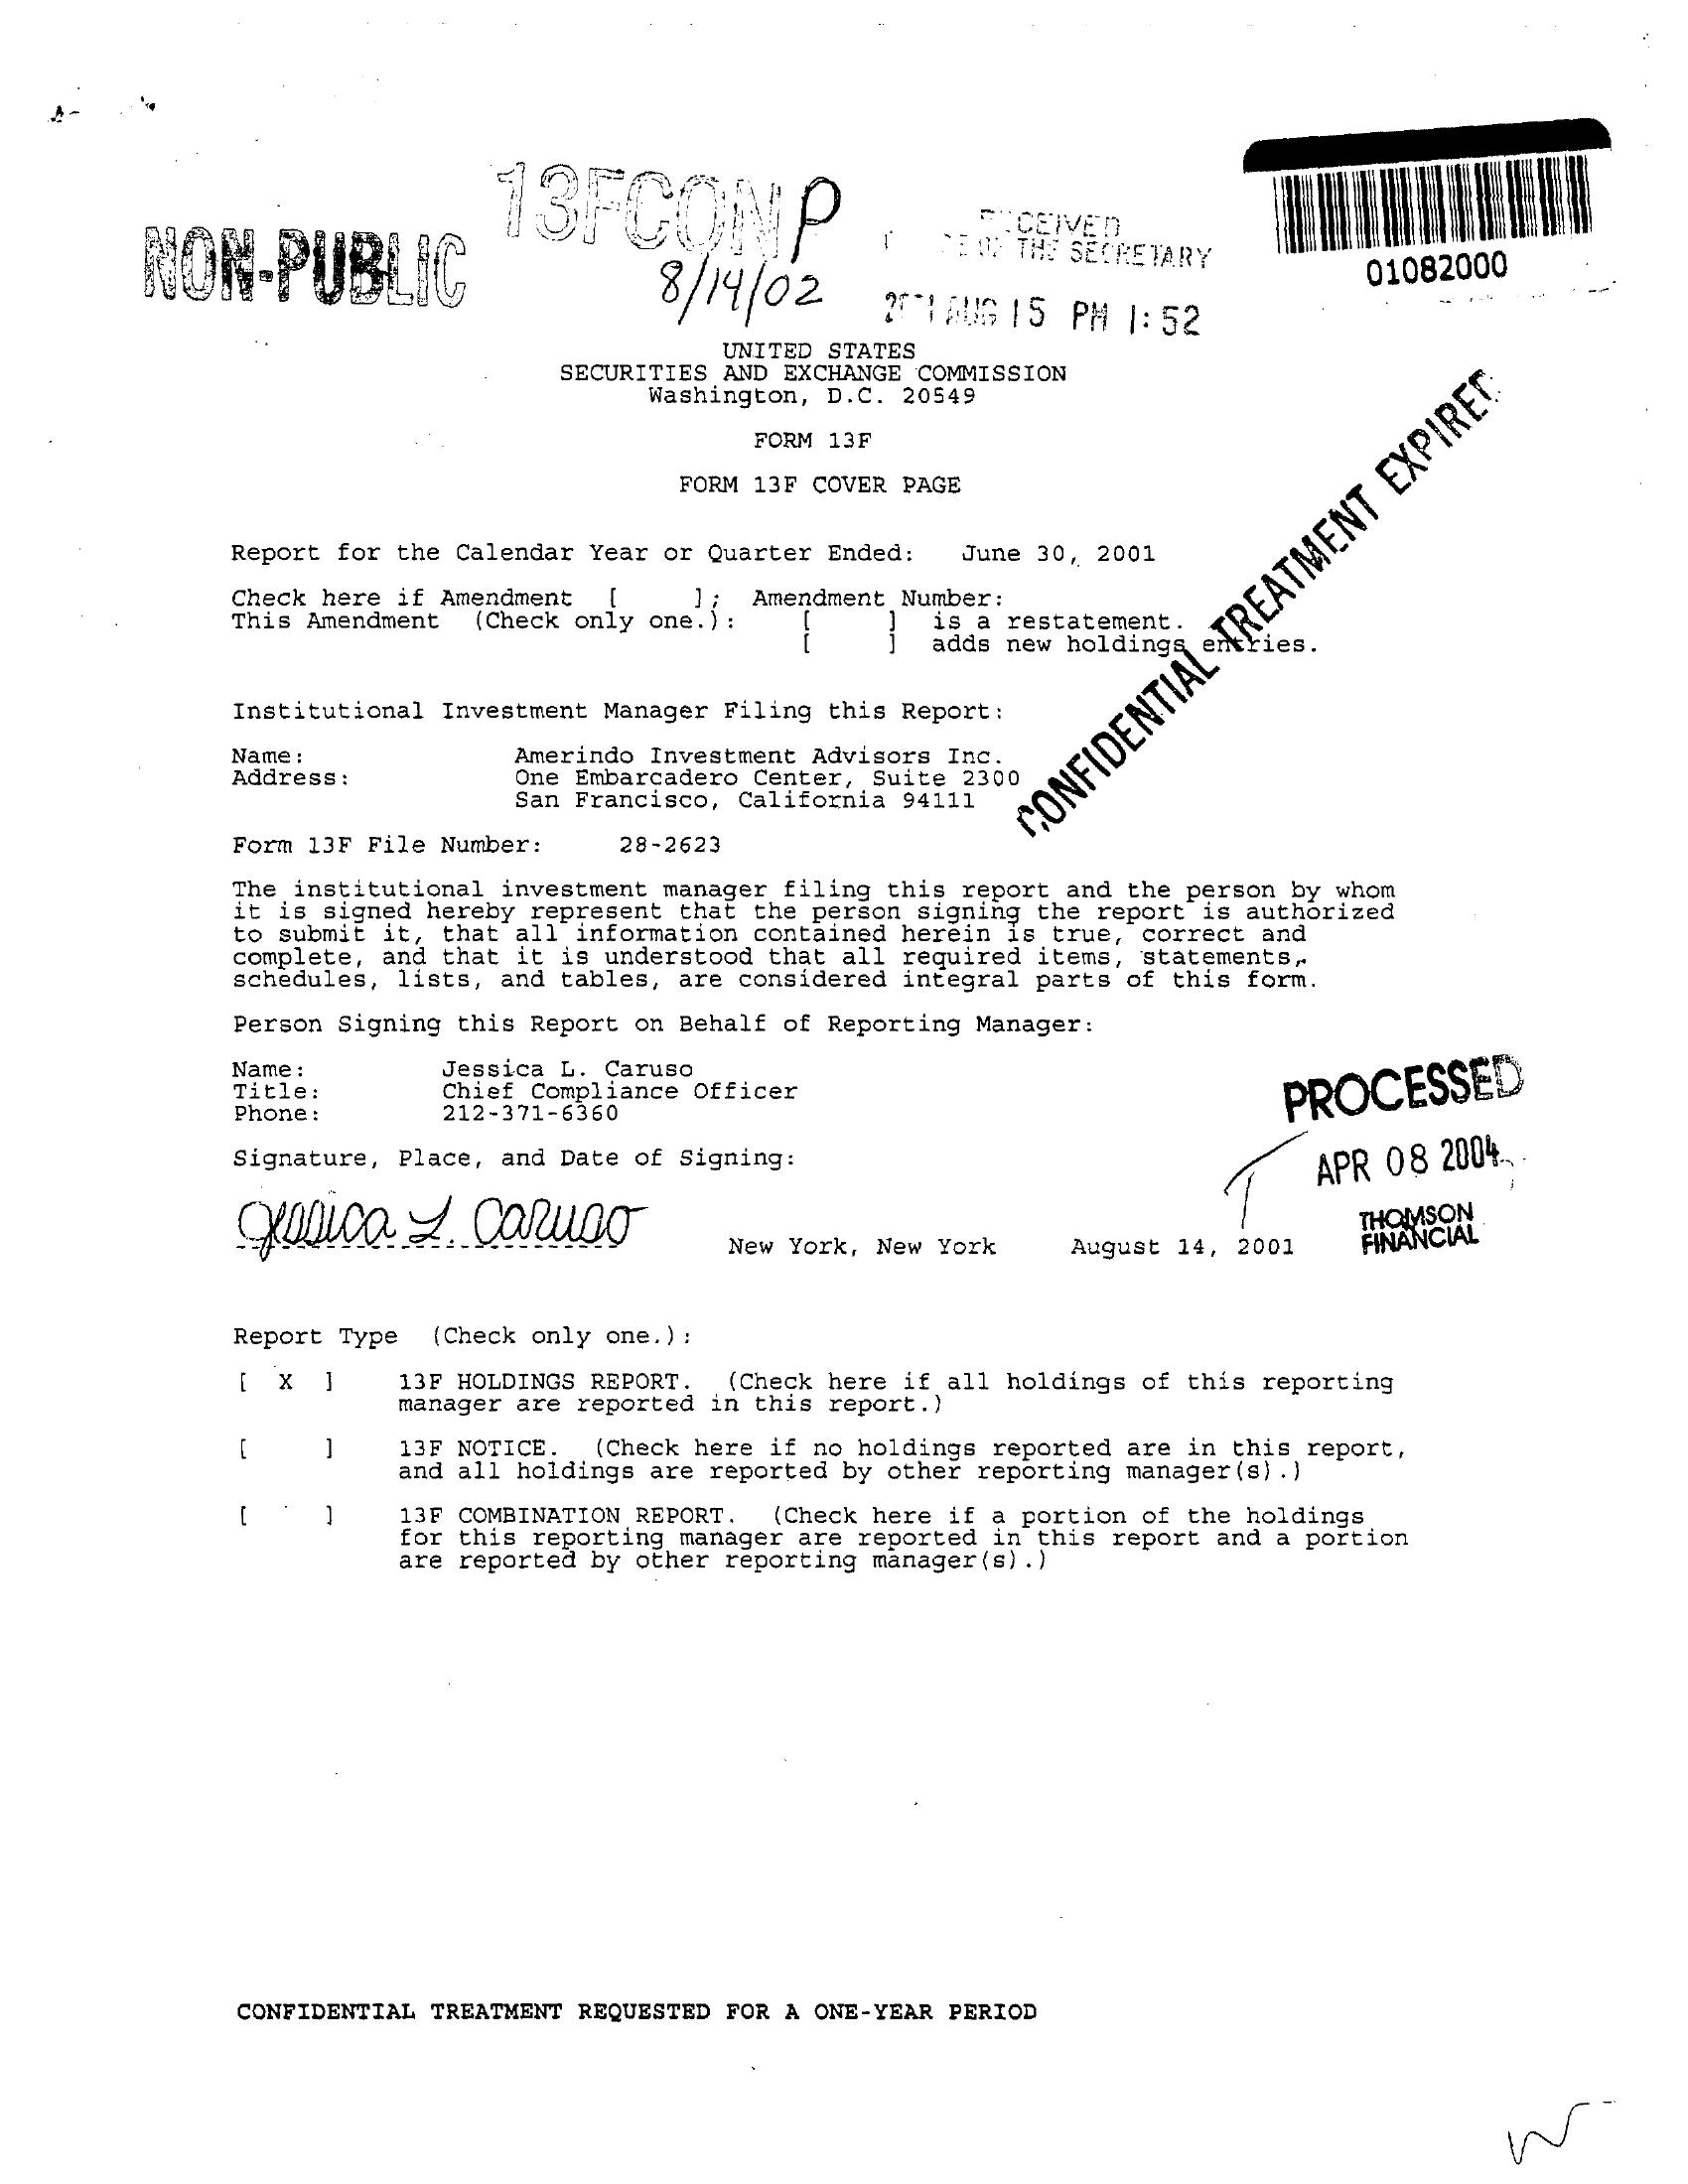 13FCON P
NON-PUBLIC
8/14/02
THE SECRETARY
AUG 15 PM 1:52
01082000
UNITED STATES
SECURITIES AND EXCHANGE COMMISSION
Washington, D.C. 20549
FORM 13F
FORM 13F COVER PAGE
CONFIDENTIAL TREATMENT EXPIRED
Report for the Calendar Year or Quarter Ended: June 30, 2001
Check here if Amendment [ ]; Amendment Number:
This Amendment (Check only one.): [ ] is a restatement.
[ ] adds new holdings entries.
Institutional Investment Manager Filing this Report:
Name: Amerindo Investment Advisors Inc.
Address: One Embarcadero Center, Suite 2300
San Francisco, California 94111
Form 13F File Number: 28-2623
The institutional investment manager filing this report and the person by whom
it is signed hereby represent that the person signing the report is authorized
to submit it, that all information contained herein is true, correct and
complete, and that it is understood that all required items, statements,
schedules, lists, and tables, are considered integral parts of this form.
Person Signing this Report on Behalf of Reporting Manager:
Name: Jessica L. Caruso
Title: Chief Compliance Officer
Phone: 212-371-6360
PROCESSED
APR 08 2004
THOMSON
FINANCIAL
Signature, Place, and Date of Signing:
Jessica L. Caruso New York, New York August 14, 2001
Report Type (Check only one.):
[ X ] 13F HOLDINGS REPORT. (Check here if all holdings of this reporting
manager are reported in this report.)
[ ] 13F NOTICE. (Check here if no holdings reported are in this report,
and all holdings are reported by other reporting manager(s).)
[ ] 13F COMBINATION REPORT. (Check here if a portion of the holdings
for this reporting manager are reported in this report and a portion
are reported by other reporting manager(s).)
CONFIDENTIAL TREATMENT REQUESTED FOR A ONE-YEAR PERIOD